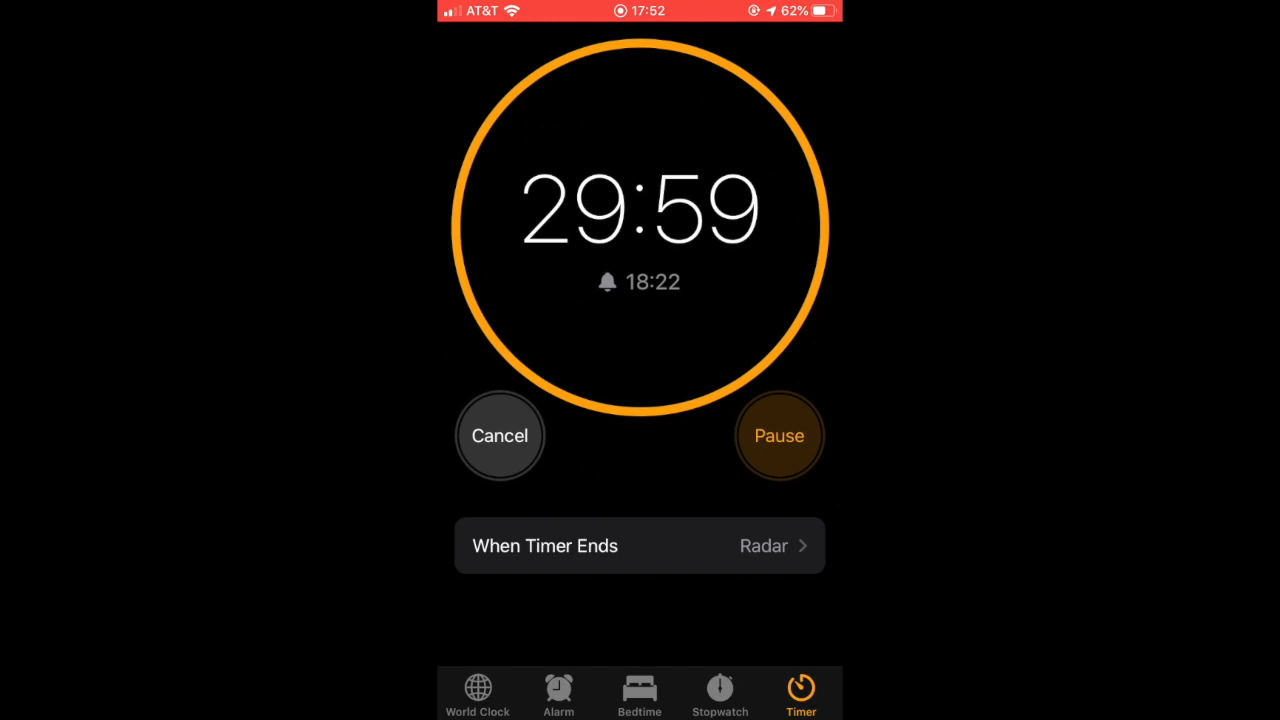 AT&T 17:52 62%
29:59
18:22
Cancel Pause
When Timer Ends Radar
World Clock Alarm Bedtime Stopwatch Timer